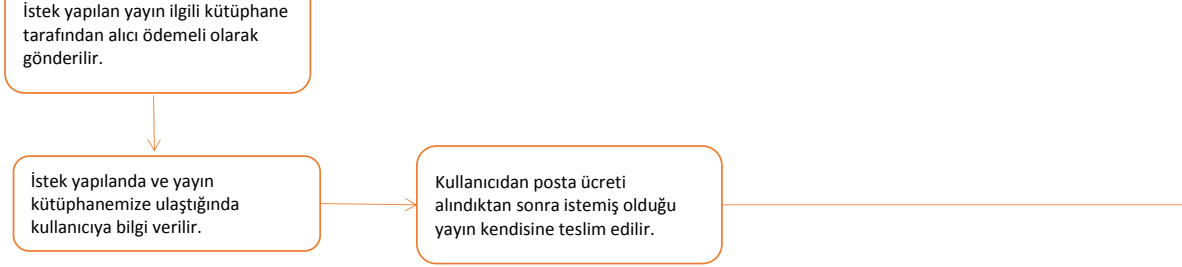 İstek yapılan yayın ilgili kütüphane
tarafından alıcı ödemeli olarak
gönderilir.
İstek yapılanda ve yayın
kütüphanemize ulaştığında
kullanıcıya bilgi verilir.
Kullanıcıdan posta ücreti
alındıktan sonra istemiş olduğu
yayın kendisine teslim edilir.